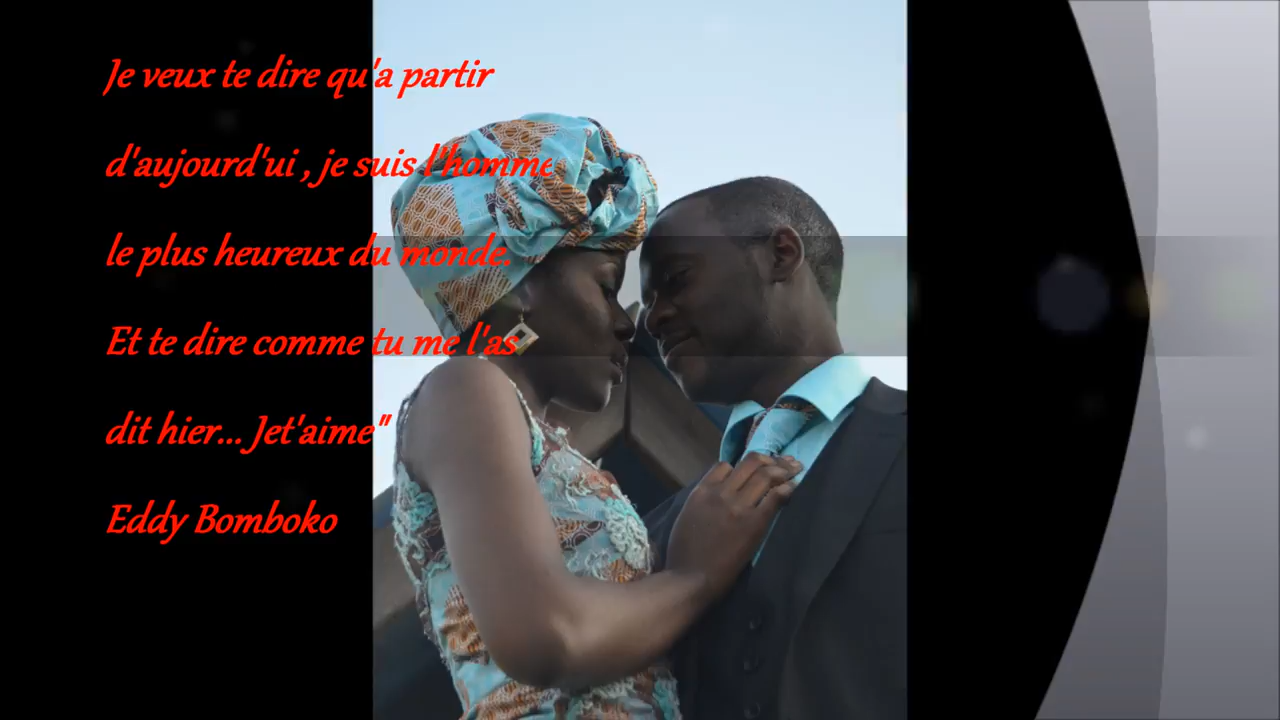 Je veux te dire qu'a partir
d'aujourd'ui , je suis l'homme
le plus heureux du monde.
Et te dire comme tu me l'as
dit hier... Jet'aime"
Eddy Bomboko